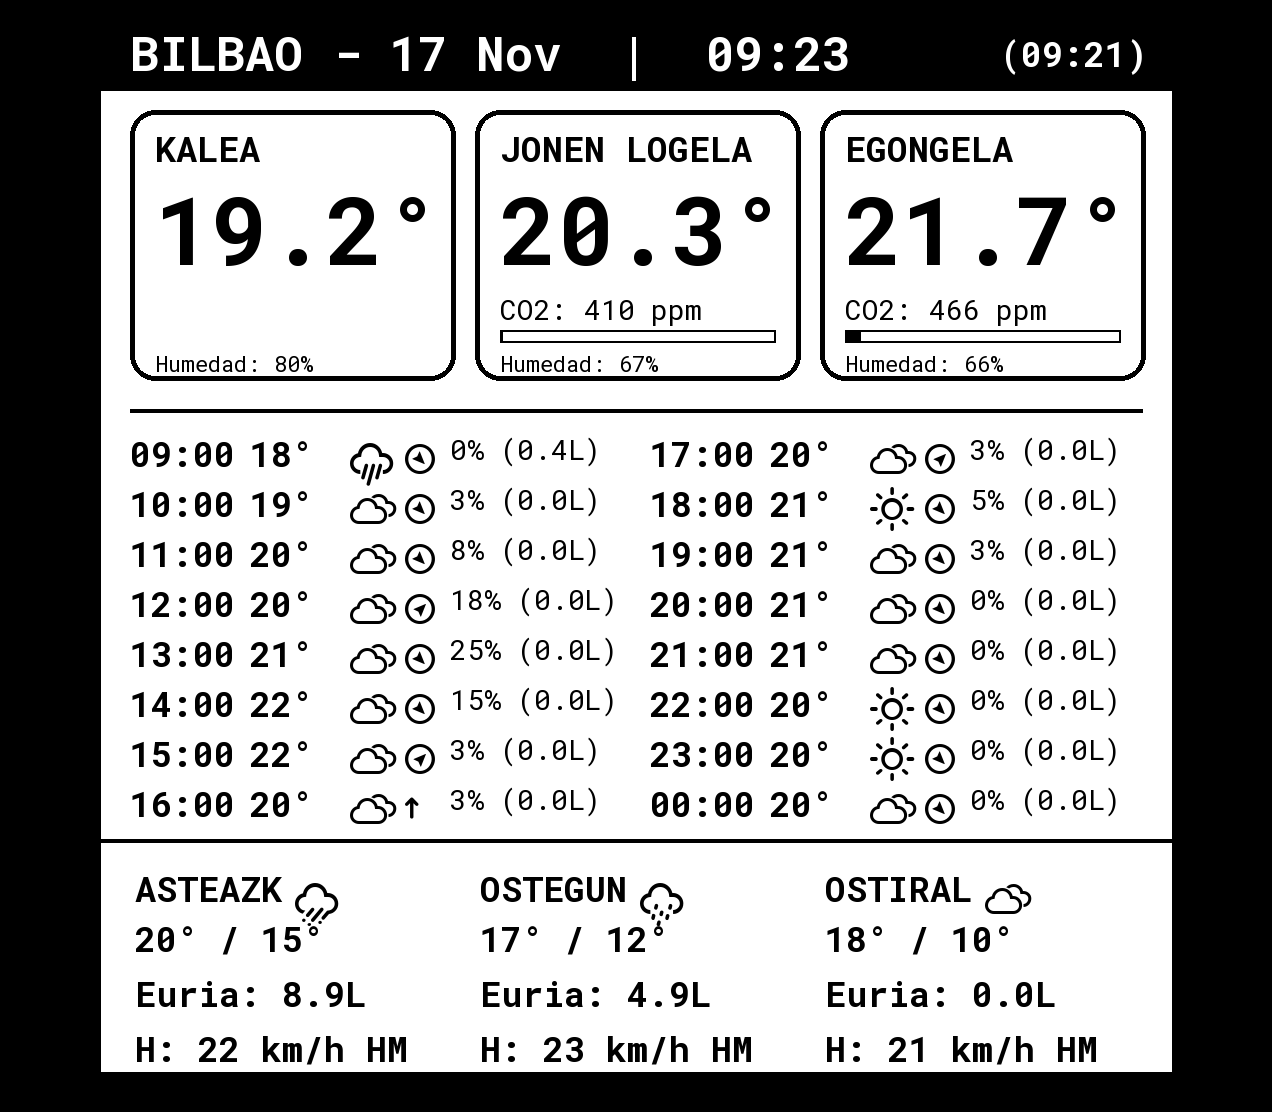 BILBAO - 17 Nov | 09:23 (09:21)
KALEA
19.2°
Humedad: 80%
JONEN LOGELA
20.3°
CO2: 410 ppm
Humedad: 67%
EGONGELA
21.7°
CO2: 466 ppm
Humedad: 66%
09:00 18° 0% (0.4L)
10:00 19° 3% (0.0L)
11:00 20° 8% (0.0L)
12:00 20° 18% (0.0L)
13:00 21° 25% (0.0L)
14:00 22° 15% (0.0L)
15:00 22° 3% (0.0L)
16:00 20° 3% (0.0L)
17:00 20° 3% (0.0L)
18:00 21° 5% (0.0L)
19:00 21° 3% (0.0L)
20:00 21° 0% (0.0L)
21:00 21° 0% (0.0L)
22:00 20° 0% (0.0L)
23:00 20° 0% (0.0L)
00:00 20° 0% (0.0L)
ASTEAZK
20° / 15°
Euria: 8.9L
H: 22 km/h HM
OSTEGUN
17° / 12°
Euria: 4.9L
H: 23 km/h HM
OSTIRAL
18° / 10°
Euria: 0.0L
H: 21 km/h HM